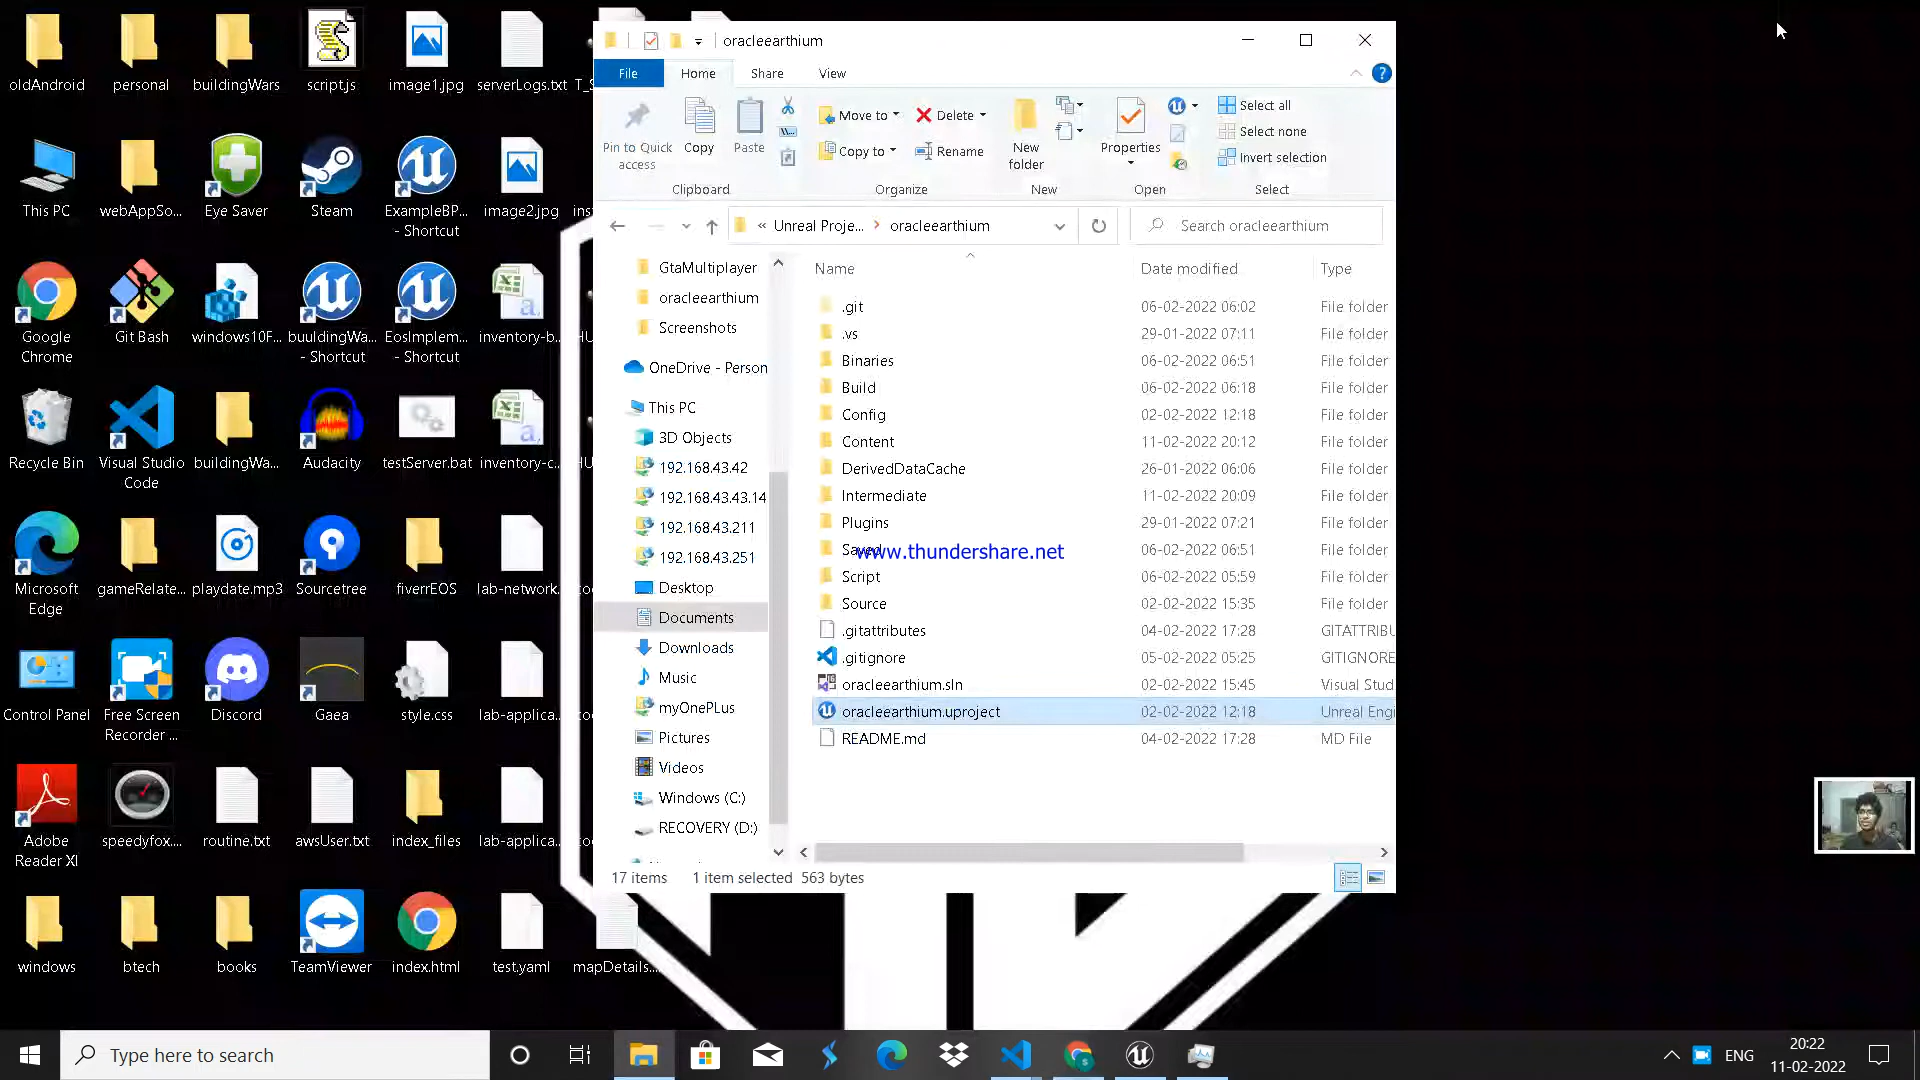 oldAndroid
personal
buildingWars
script.js
image1.jpg
serverLogs.txt
T_S
This PC
webAppSo...
Eye Saver
Steam
ExampleBP...
- Shortcut
image2.jpg
ins
Google
Chrome
Git Bash
windows10F...
buuldingWa...
- Shortcut
EosImplem...
- Shortcut
inventory-b...
HU
Recycle Bin
Visual Studio
Code
buildingWa...
Audacity
testServer.bat
inventory-c...
HU
Microsoft
Edge
gameRelate...
playdate.mp3
Sourcetree
fiverrEOS
lab-network...
Control Panel
Free Screen
Recorder ...
Discord
Gaea
style.css
lab-applica...
Adobe
Reader XI
speedyfox....
routine.txt
awsUser.txt
index_files
lab-applica...
windows
btech
books
TeamViewer
index.html
test.yaml
mapDetails....
oracleearthium
File
Home
Share
View
Pin to Quick
access
Copy
Paste
Clipboard
Move to
Copy to
Delete
Rename
Organize
New
folder
New
Properties
Open
Select all
Select none
Invert selection
Select
« Unreal Proje... › oracleearthium
Search oracleearthium
GtaMultiplayer
oracleearthium
Screenshots
OneDrive - Person
This PC
3D Objects
192.168.43.42
192.168.43.43.14
192.168.43.211
192.168.43.251
Desktop
Documents
Downloads
Music
myOnePLus
Pictures
Videos
Windows (C:)
RECOVERY (D:)
Name Date modified Type
.git 06-02-2022 06:02 File folder
.vs 29-01-2022 07:11 File folder
Binaries 06-02-2022 06:51 File folder
Build 06-02-2022 06:18 File folder
Config 02-02-2022 12:18 File folder
Content 11-02-2022 20:12 File folder
DerivedDataCache 26-01-2022 06:06 File folder
Intermediate 11-02-2022 20:09 File folder
Plugins 29-01-2022 07:21 File folder
Saved 06-02-2022 06:51 File folder
www.thundershare.net
Script 06-02-2022 05:59 File folder
Source 02-02-2022 15:35 File folder
.gitattributes 04-02-2022 17:28 GITATTRIBU
.gitignore 05-02-2022 05:25 GITIGNORE
oracleearthium.sln 02-02-2022 15:45 Visual Stud
oracleearthium.uproject 02-02-2022 12:18 Unreal Engi
README.md 04-02-2022 17:28 MD File
17 items 1 item selected 563 bytes
Type here to search
ENG
20:22
11-02-2022